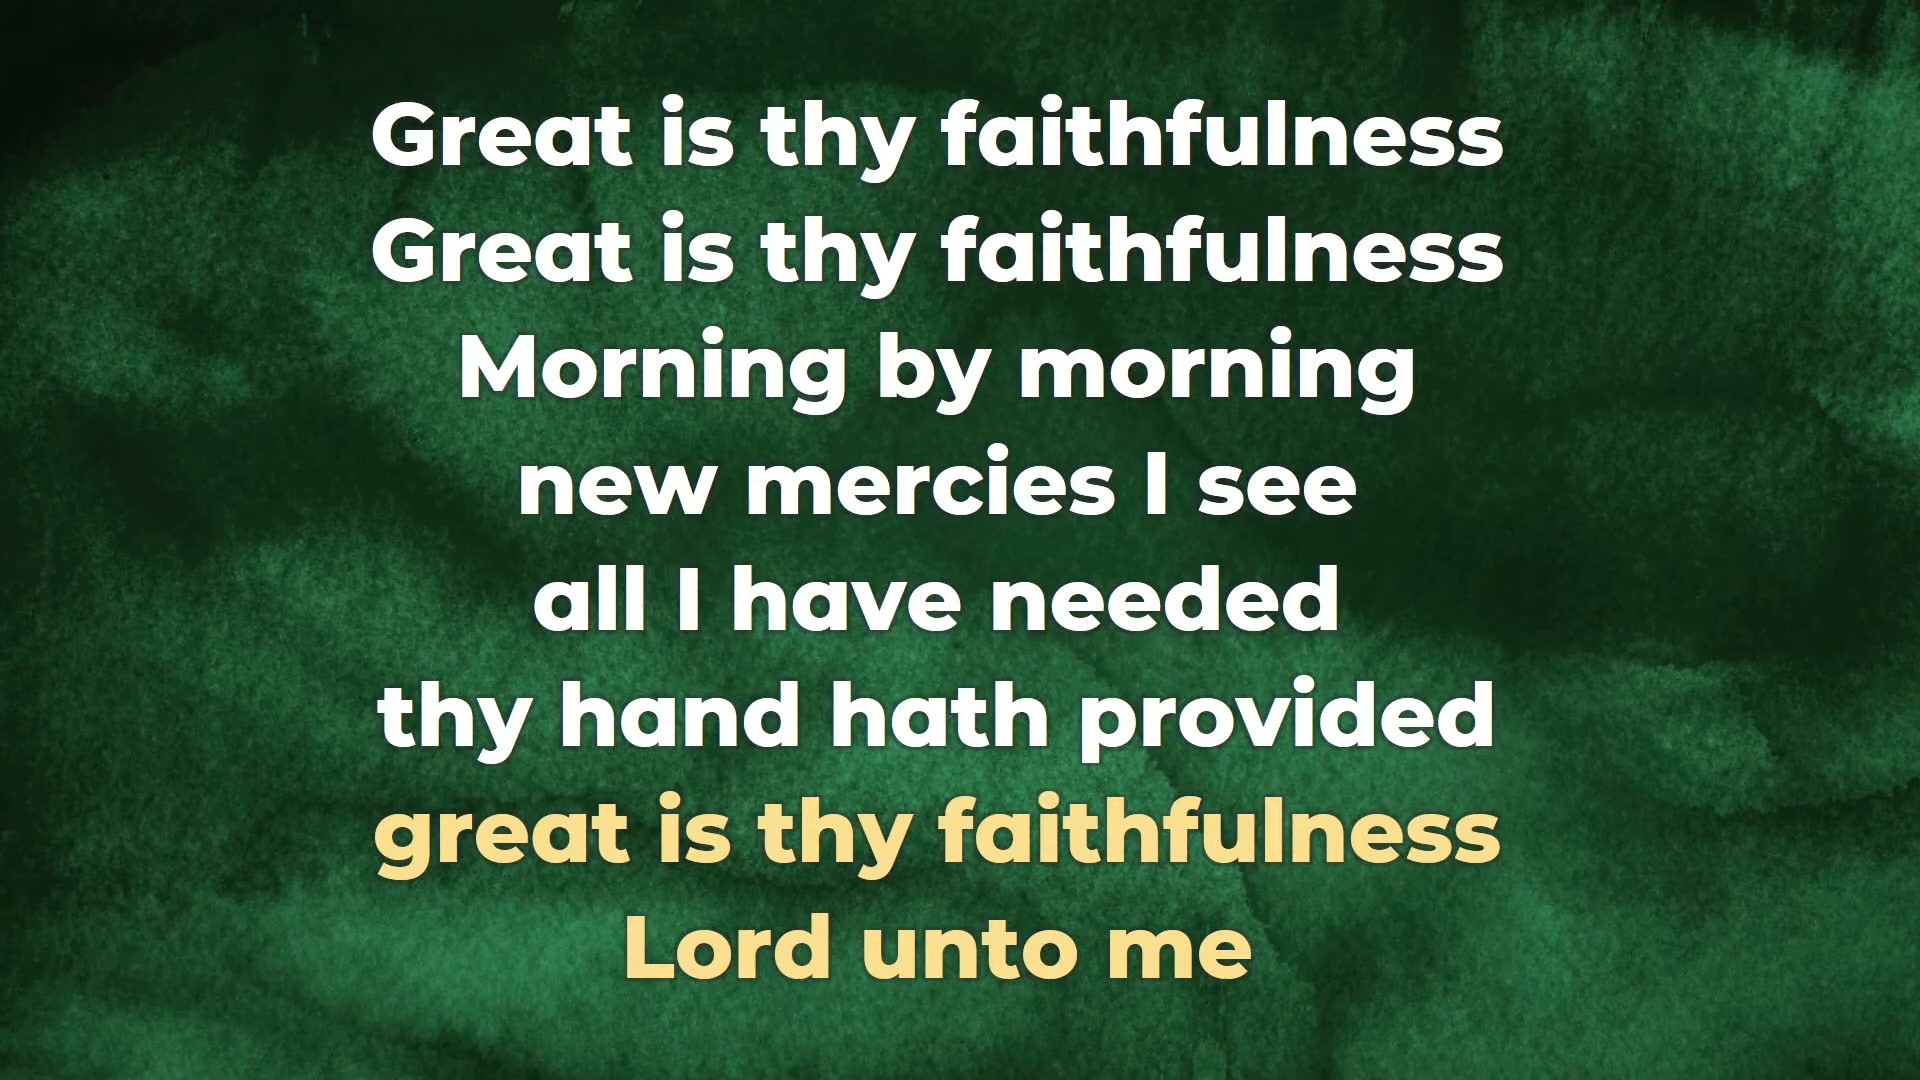 Great is thy faithfulness
Great is thy faithfulness
Morning by morning
new mercies I see
all I have needed
thy hand hath provided
great is thy faithfulness
Lord unto me